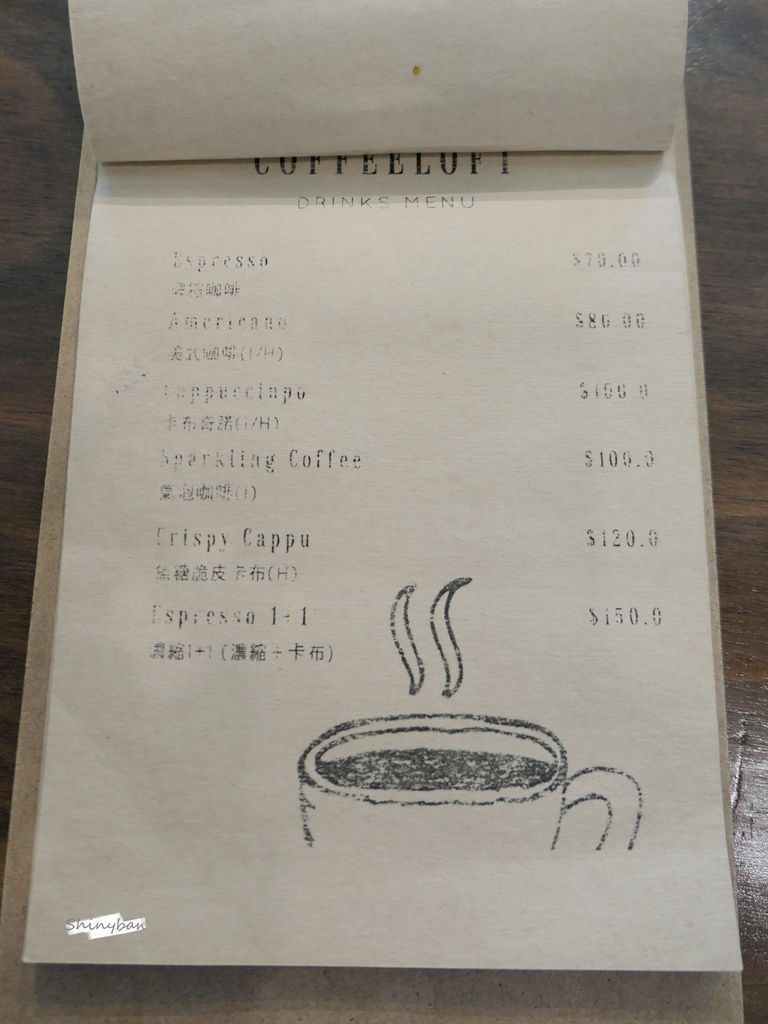 COFFEELOFT
DRINKS MENU
Espresso $70.00
濃縮咖啡
Americano $80.00
美式咖啡(I/H)
Cappuccino $100.0
卡布奇諾(I/H)
Sparkling Coffee $100.0
氣泡咖啡(I)
Crispy Cappu $120.0
焦糖脆皮卡布(H)
Espresso 1+1 $150.0
濃縮1+1(濃縮+卡布)
Shinyban